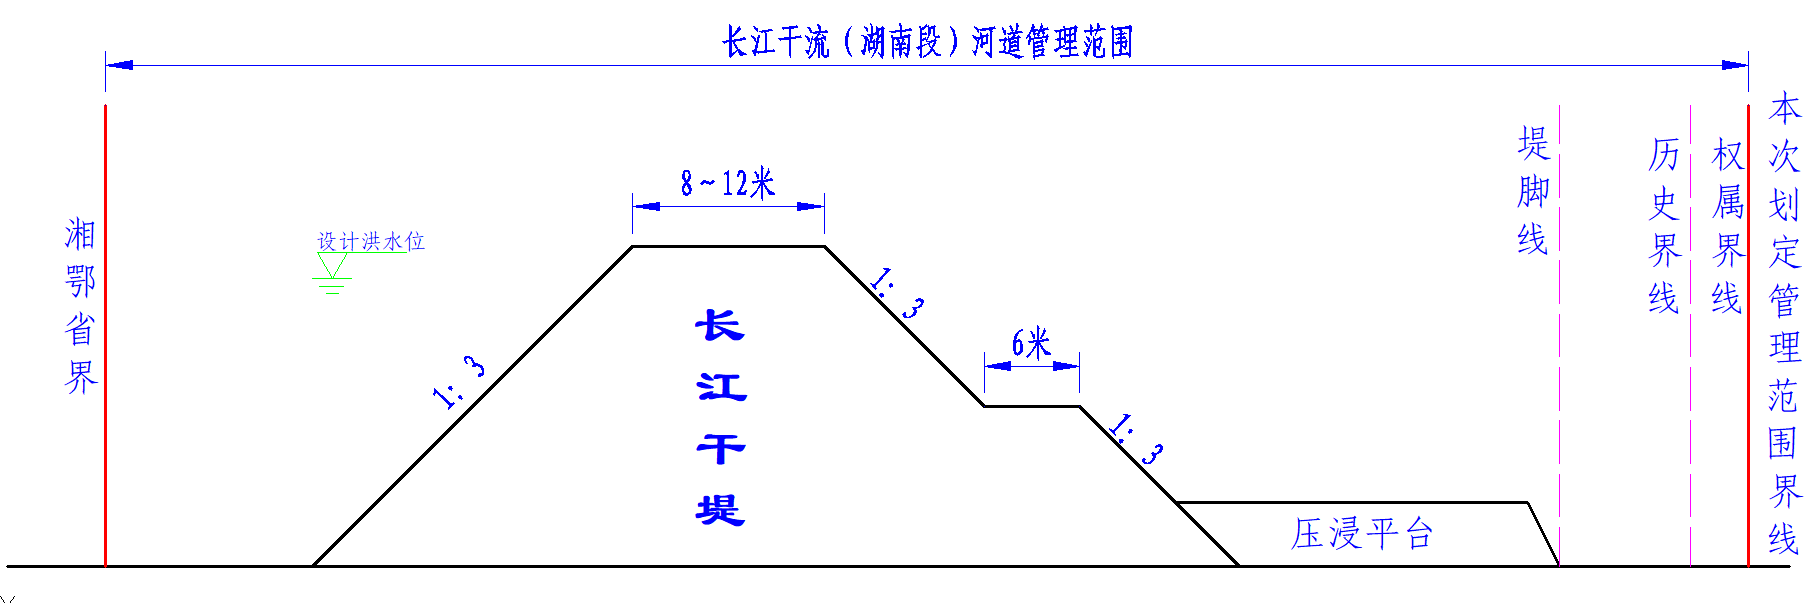 长江干流（湖南段）河道管理范围
湘鄂省界
设计洪水位
8～12米
1：3
长江干堤
1：3
6米
1：3
压浸平台
堤脚线
历史界线
权属界线
本次划定管理范围界线